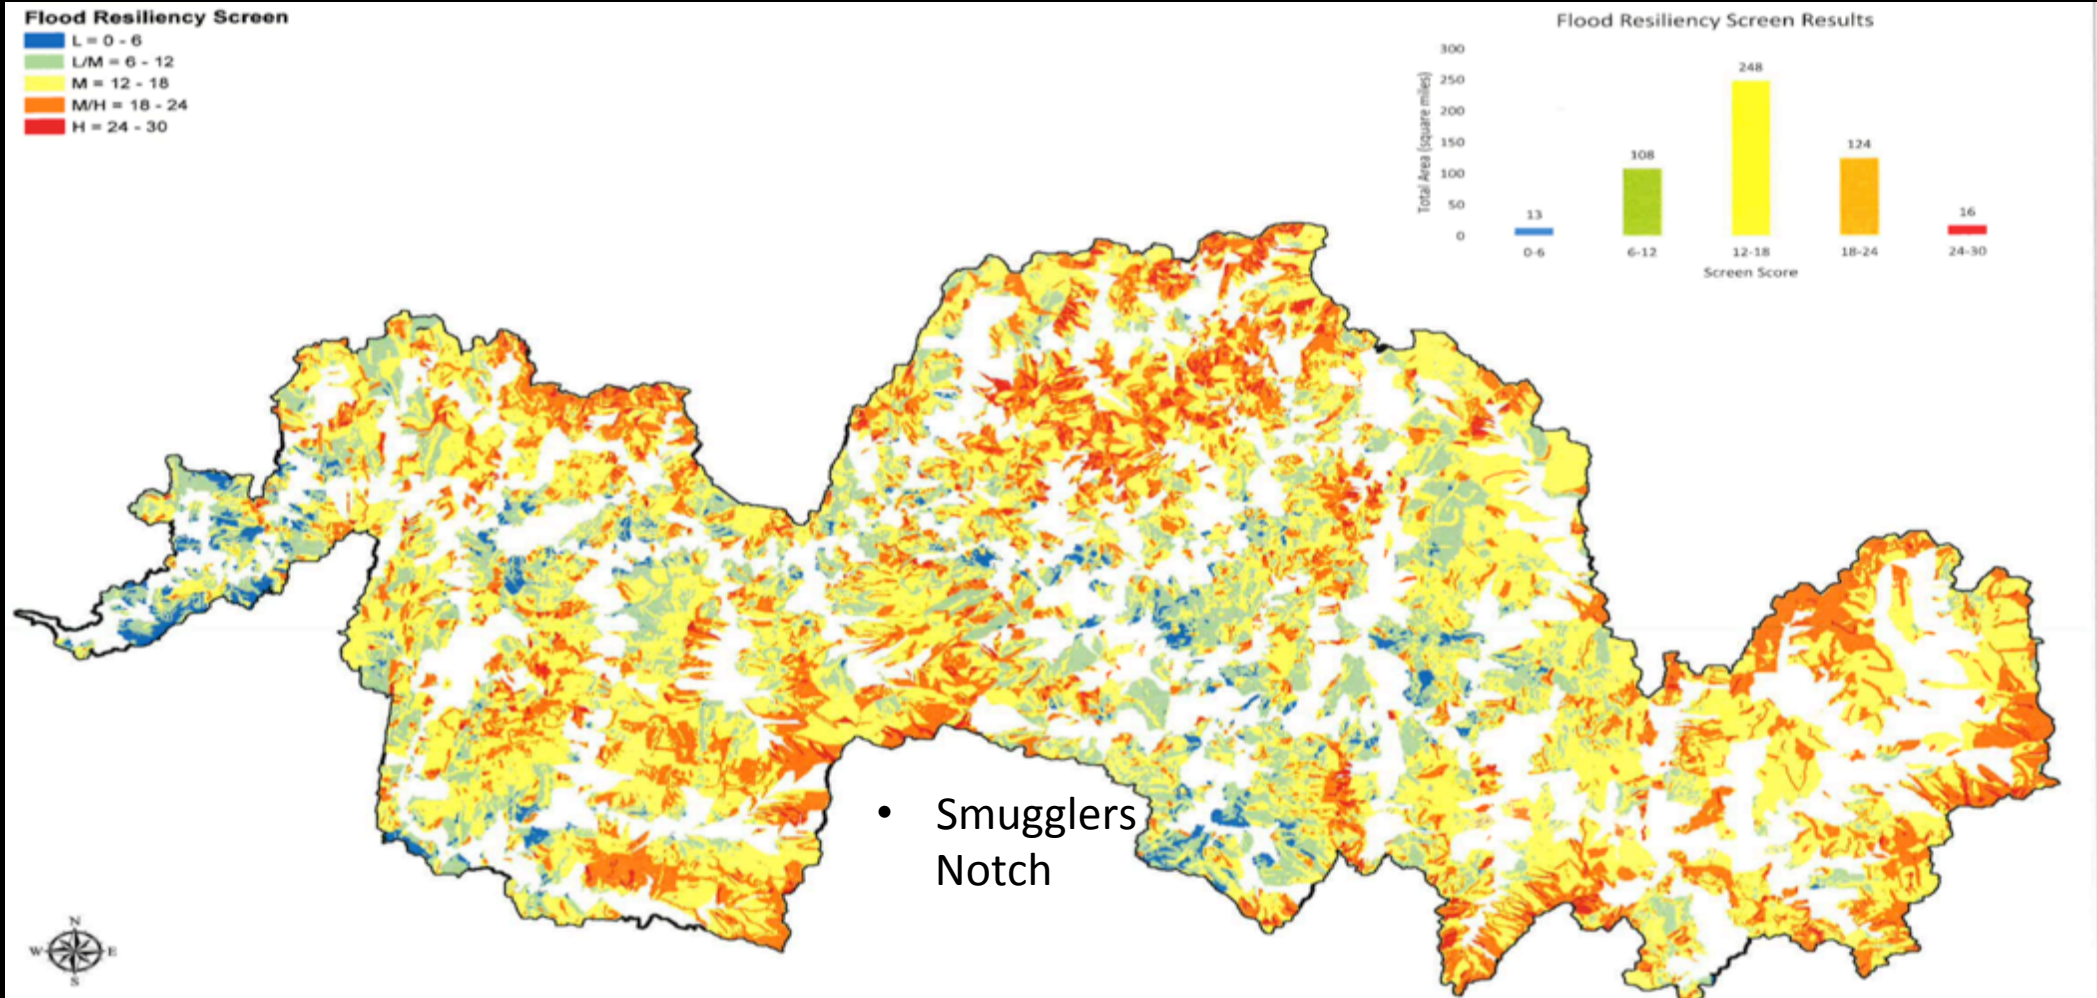 Flood Resiliency Screen
L = 0 - 6
L/M = 6 - 12
M = 12 - 18
M/H = 18 - 24
H = 24 - 30
Flood Resiliency Screen Results
Total Area (square miles)
300
250
200
150
100
50
0
13
108
248
124
16
0-6
6-12
12-18
18-24
24-30
Screen Score
• Smugglers
Notch
N
W E
S